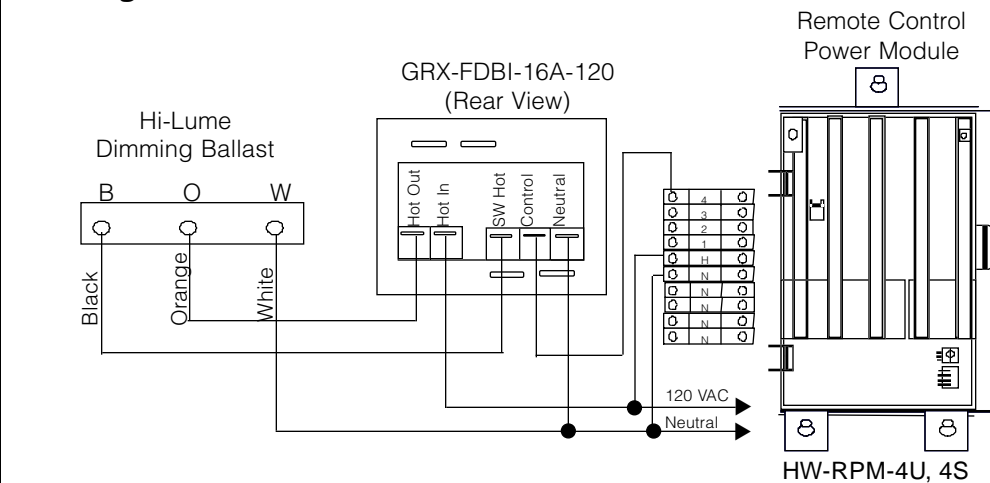 Remote Control
Power Module
GRX-FDBI-16A-120
(Rear View)
Hi-Lume
Dimming Ballast
B O W
Hot Out
Hot In
SW Hot
Control
Neutral
4
3
2
1
H
N
N
N
N
N
Black
Orange
White
120 VAC
Neutral
HW-RPM-4U, 4S